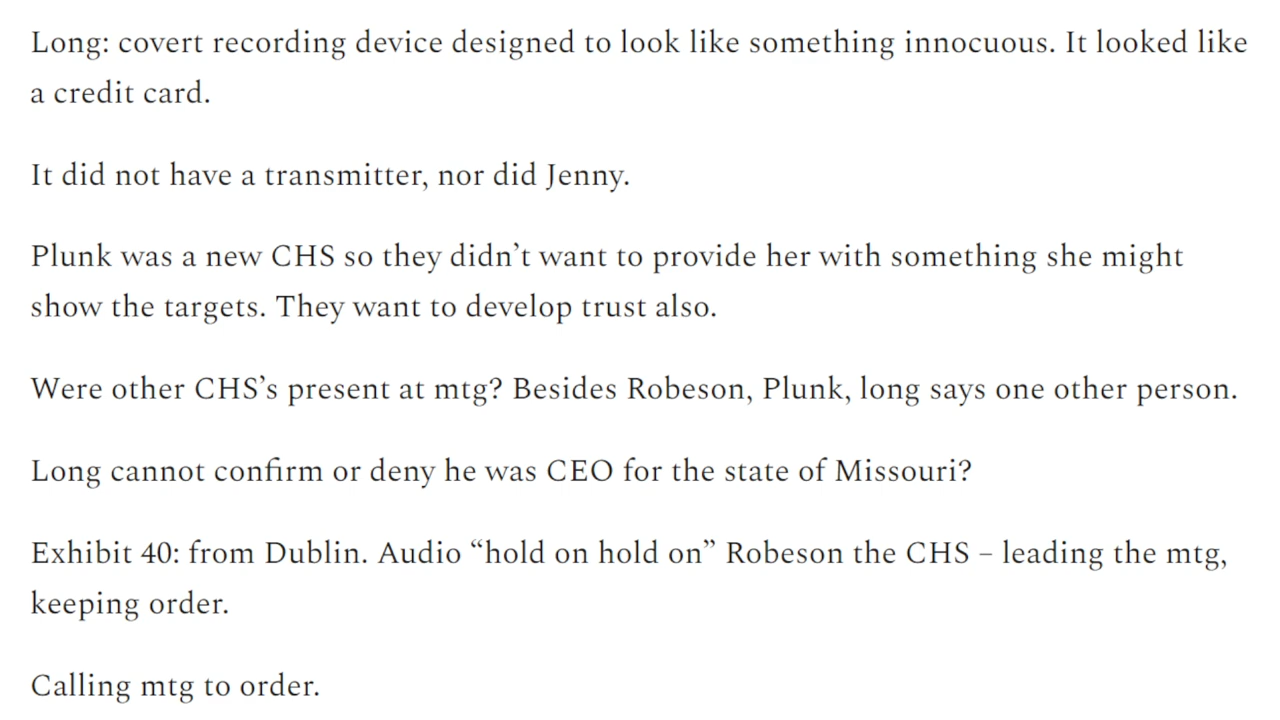 Long: covert recording device designed to look like something innocuous. It looked like
a credit card.
It did not have a transmitter, nor did Jenny.
Plunk was a new CHS so they didn’t want to provide her with something she might
show the targets. They want to develop trust also.
Were other CHS’s present at mtg? Besides Robeson, Plunk, long says one other person.
Long cannot confirm or deny he was CEO for the state of Missouri?
Exhibit 40: from Dublin. Audio “hold on hold on” Robeson the CHS – leading the mtg,
keeping order.
Calling mtg to order.